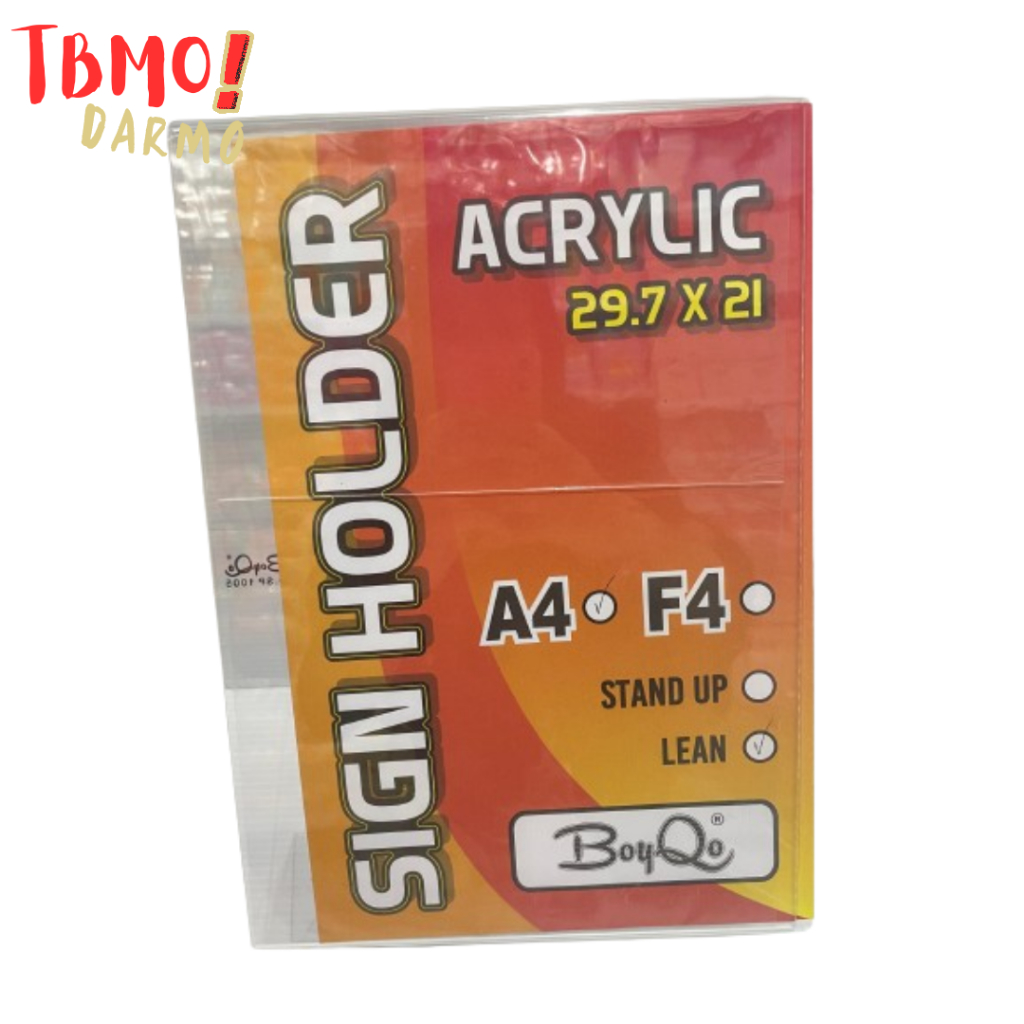 TBMO!
DARMO
SIGN HOLDER
ACRYLIC
29.7 X 21
A4 F4
STAND UP
LEAN
BoyQo®